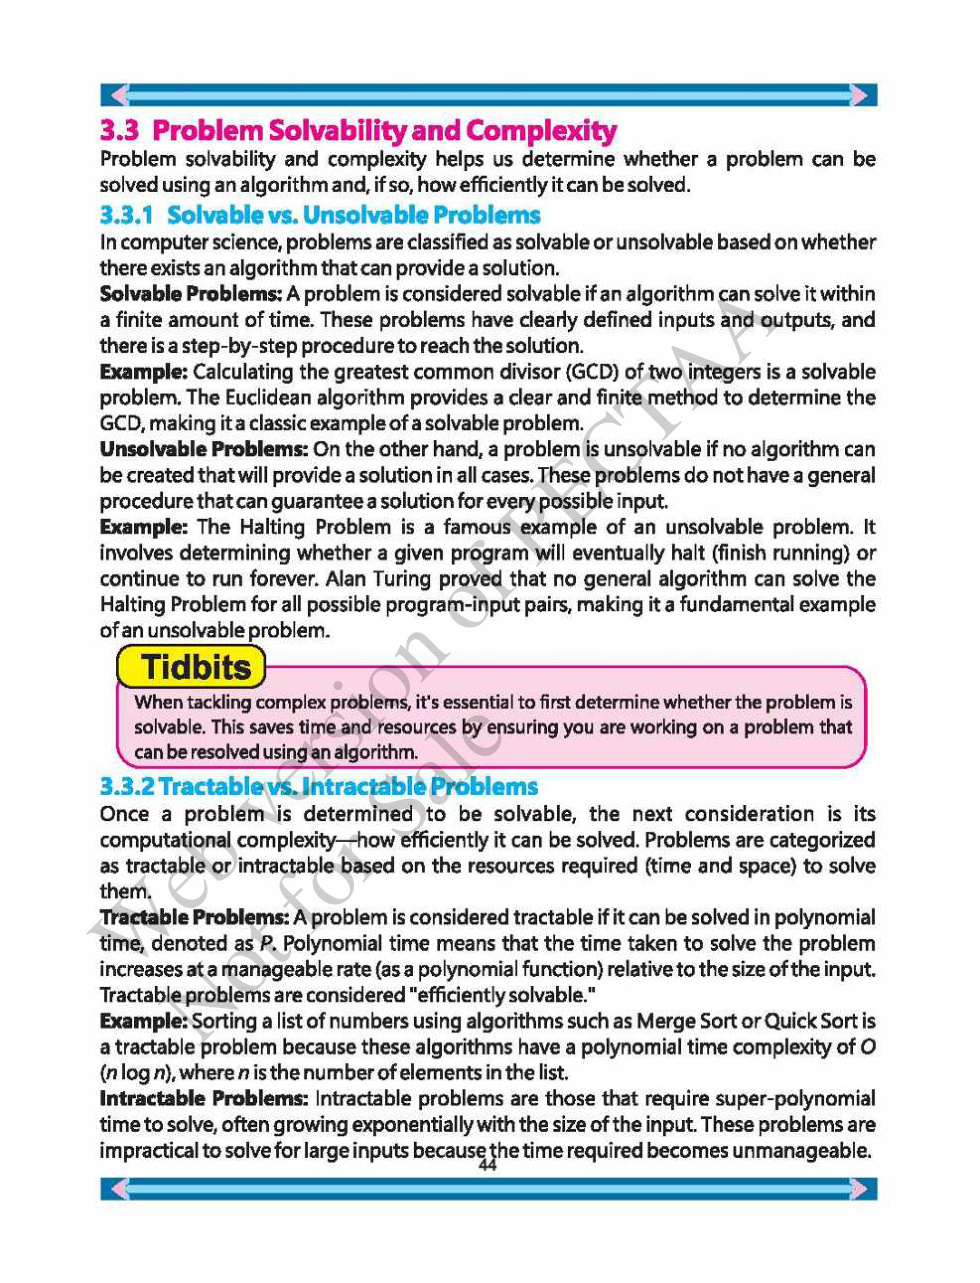 3.3 Problem Solvability and Complexity
Problem solvability and complexity helps us determine whether a problem can be
solved using an algorithm and, if so, how efficiently it can be solved.
3.3.1 Solvable vs. Unsolvable Problems
In computer science, problems are classified as solvable or unsolvable based on whether
there exists an algorithm that can provide a solution.
Solvable Problems: A problem is considered solvable if an algorithm can solve it within
a finite amount of time. These problems have clearly defined inputs and outputs, and
there is a step-by-step procedure to reach the solution.
Example: Calculating the greatest common divisor (GCD) of two integers is a solvable
problem. The Euclidean algorithm provides a clear and finite method to determine the
GCD, making it a classic example of a solvable problem.
Unsolvable Problems: On the other hand, a problem is unsolvable if no algorithm can
be created that will provide a solution in all cases. These problems do not have a general
procedure that can guarantee a solution for every possible input.
Example: The Halting Problem is a famous example of an unsolvable problem. It
involves determining whether a given program will eventually halt (finish running) or
continue to run forever. Alan Turing proved that no general algorithm can solve the
Halting Problem for all possible program-input pairs, making it a fundamental example
of an unsolvable problem.
Tidbits
When tackling complex problems, it's essential to first determine whether the problem is
solvable. This saves time and resources by ensuring you are working on a problem that
can be resolved using an algorithm.
3.3.2 Tractable vs. Intractable Problems
Once a problem is determined to be solvable, the next consideration is its
computational complexity—how efficiently it can be solved. Problems are categorized
as tractable or intractable based on the resources required (time and space) to solve
them.
Tractable Problems: A problem is considered tractable if it can be solved in polynomial
time, denoted as P. Polynomial time means that the time taken to solve the problem
increases at a manageable rate (as a polynomial function) relative to the size of the input.
Tractable problems are considered "efficiently solvable."
Example: Sorting a list of numbers using algorithms such as Merge Sort or Quick Sort is
a tractable problem because these algorithms have a polynomial time complexity of O
(n log n), where n is the number of elements in the list.
Intractable Problems: Intractable problems are those that require super-polynomial
time to solve, often growing exponentially with the size of the input. These problems are
impractical to solve for large inputs because the time required becomes unmanageable.
44
Web version of PECTAA
Not for Sale